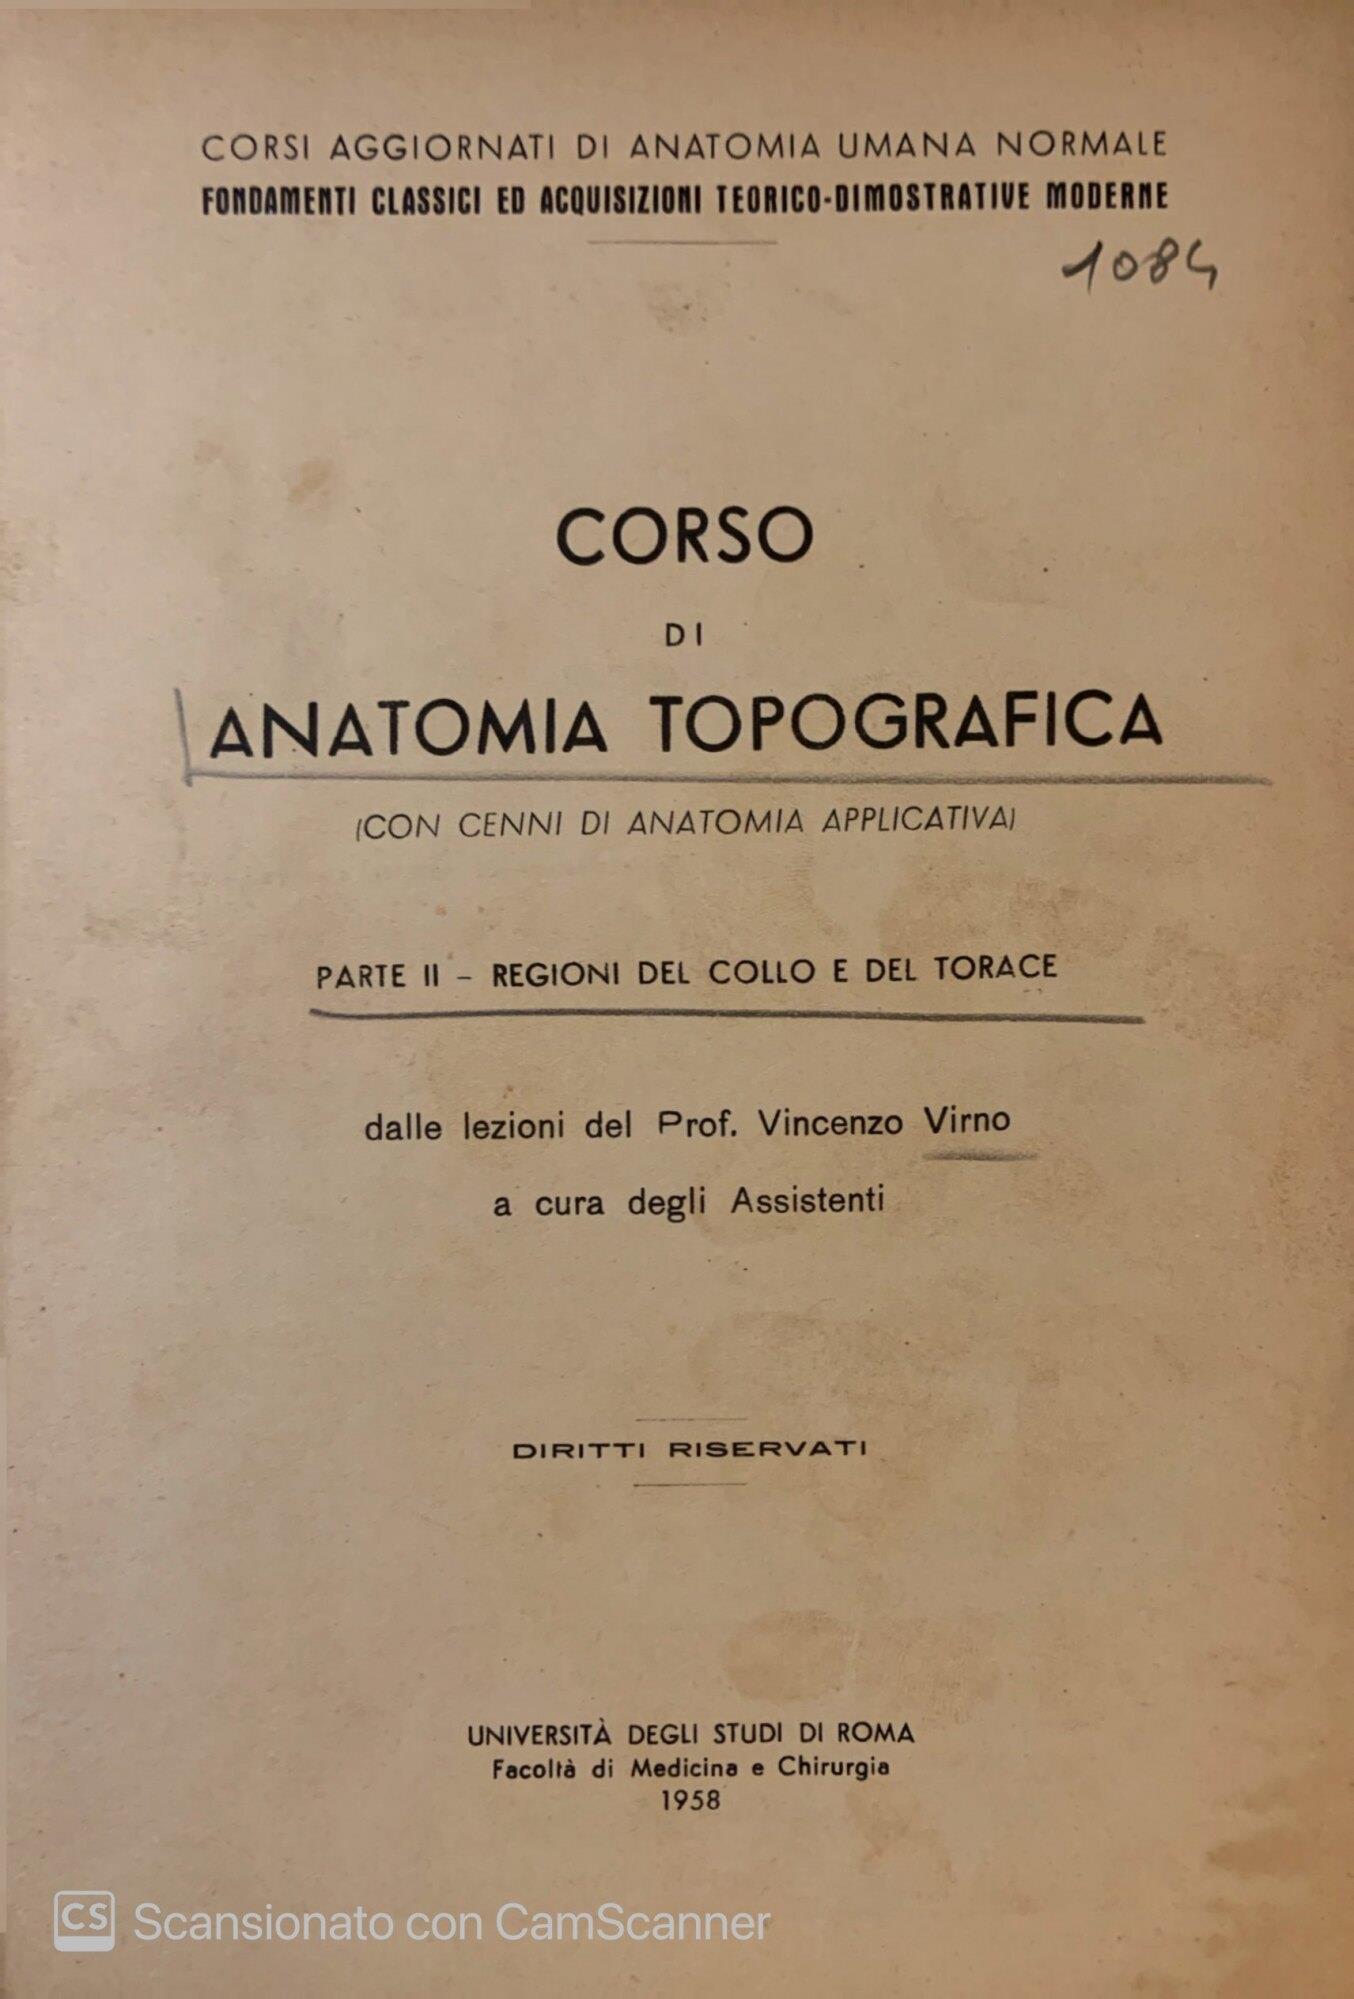 CORSI AGGIORNATI DI ANATOMIA UMANA NORMALE
FONDAMENTI CLASSICI ED ACQUISIZIONI TEORICO-DIMOSTRATIVE MODERNE
1084
CORSO
DI
ANATOMIA TOPOGRAFICA
(CON CENNI DI ANATOMIA APPLICATIVA)
PARTE II - REGIONI DEL COLLO E DEL TORACE
dalle lezioni del Prof. Vincenzo Virno
a cura degli Assistenti
DIRITTI RISERVATI
UNIVERSITÀ DEGLI STUDI DI ROMA
Facoltà di Medicina e Chirurgia
1958
CS Scansionato con CamScanner